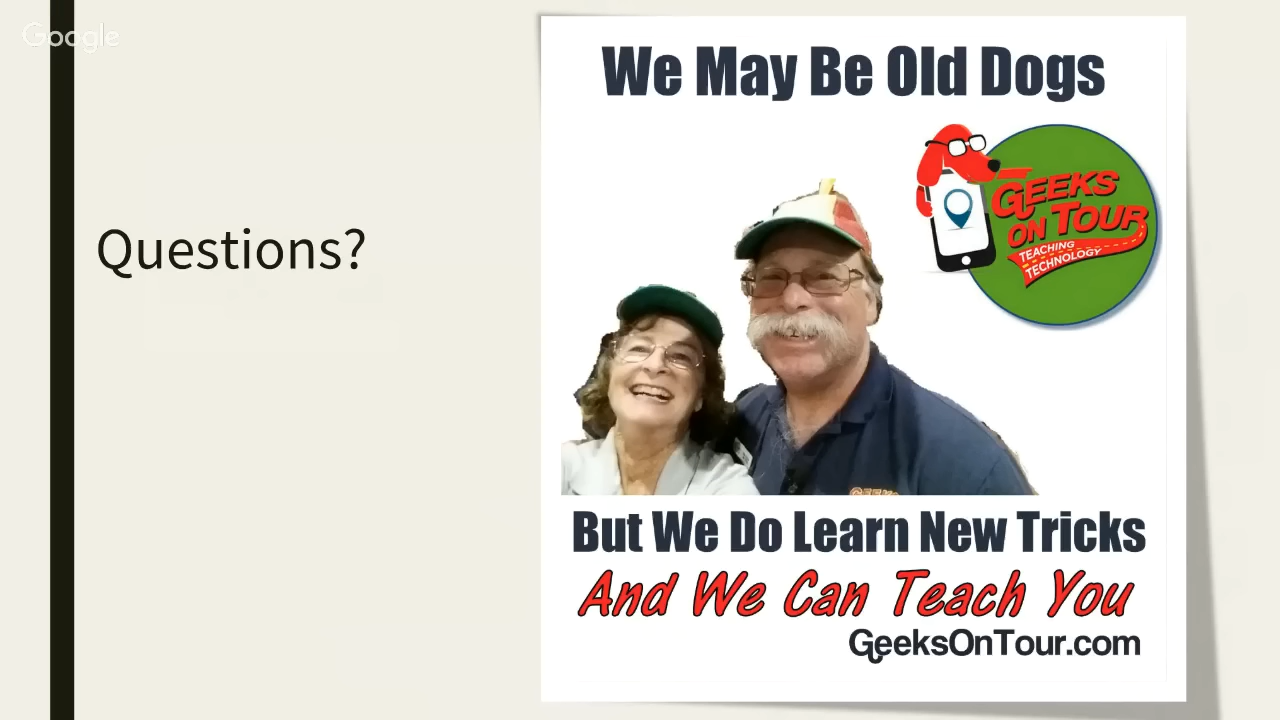 Google
Questions?
We May Be Old Dogs
GEEKS
ON TOUR
TEACHING
TECHNOLOGY
But We Do Learn New Tricks
And We Can Teach You
GeeksOnTour.com